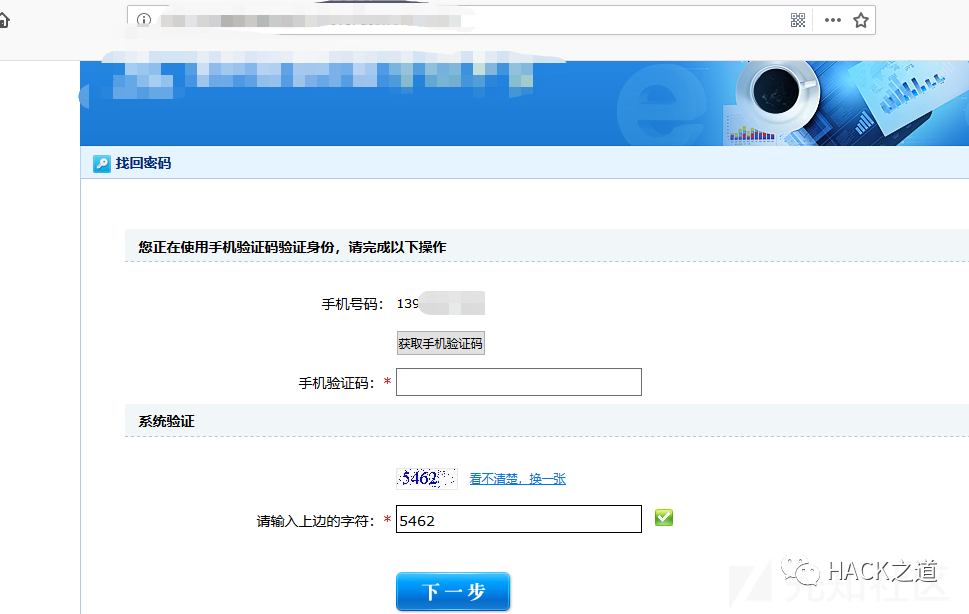 找回密码
您正在使用手机验证码验证身份，请完成以下操作
手机号码： 139
获取手机验证码
手机验证码：*
系统验证
5462 看不清楚，换一张
请输入上边的字符：* 5462
下一步
HACK之道
先知社区